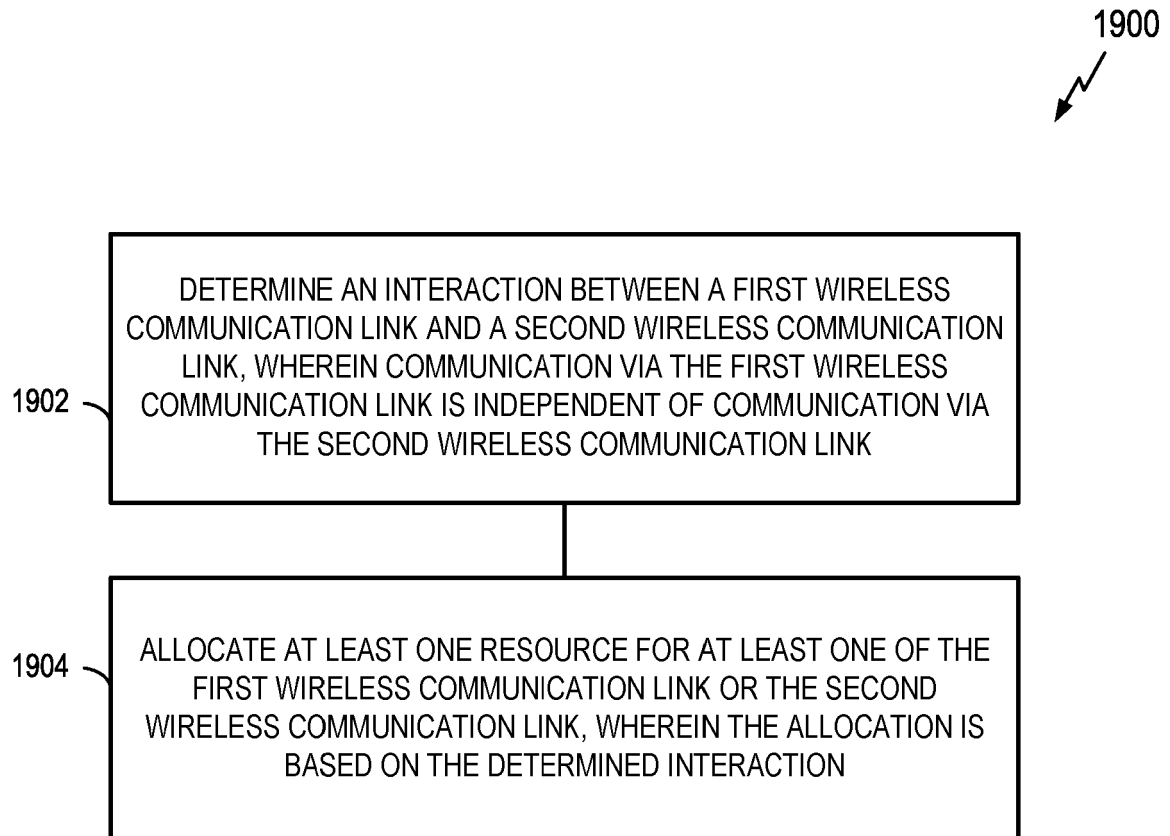 1900
DETERMINE AN INTERACTION BETWEEN A FIRST WIRELESS
COMMUNICATION LINK AND A SECOND WIRELESS COMMUNICATION
LINK, WHEREIN COMMUNICATION VIA THE FIRST WIRELESS
COMMUNICATION LINK IS INDEPENDENT OF COMMUNICATION VIA
THE SECOND WIRELESS COMMUNICATION LINK
1902
ALLOCATE AT LEAST ONE RESOURCE FOR AT LEAST ONE OF THE
FIRST WIRELESS COMMUNICATION LINK OR THE SECOND
WIRELESS COMMUNICATION LINK, WHEREIN THE ALLOCATION IS
BASED ON THE DETERMINED INTERACTION
1904